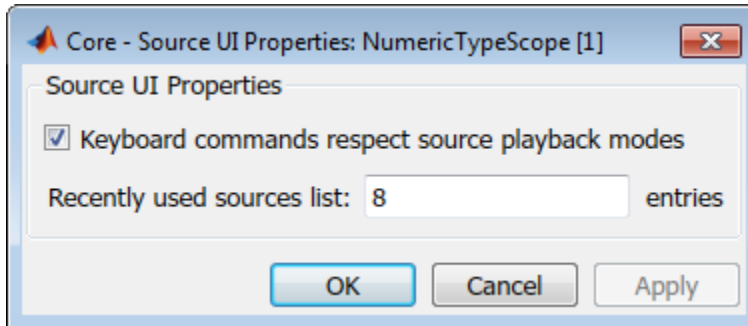 Core - Source UI Properties: NumericTypeScope [1]
Source UI Properties
Keyboard commands respect source playback modes
Recently used sources list: 8 entries
OK Cancel Apply